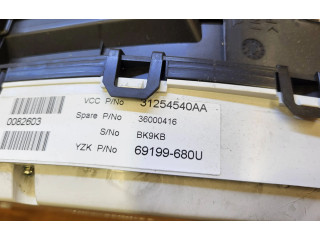 VCC P/No 31254540AA
Spare P/No 36000416
S/No BK9KB
YZK P/No 69199-680U
0082603